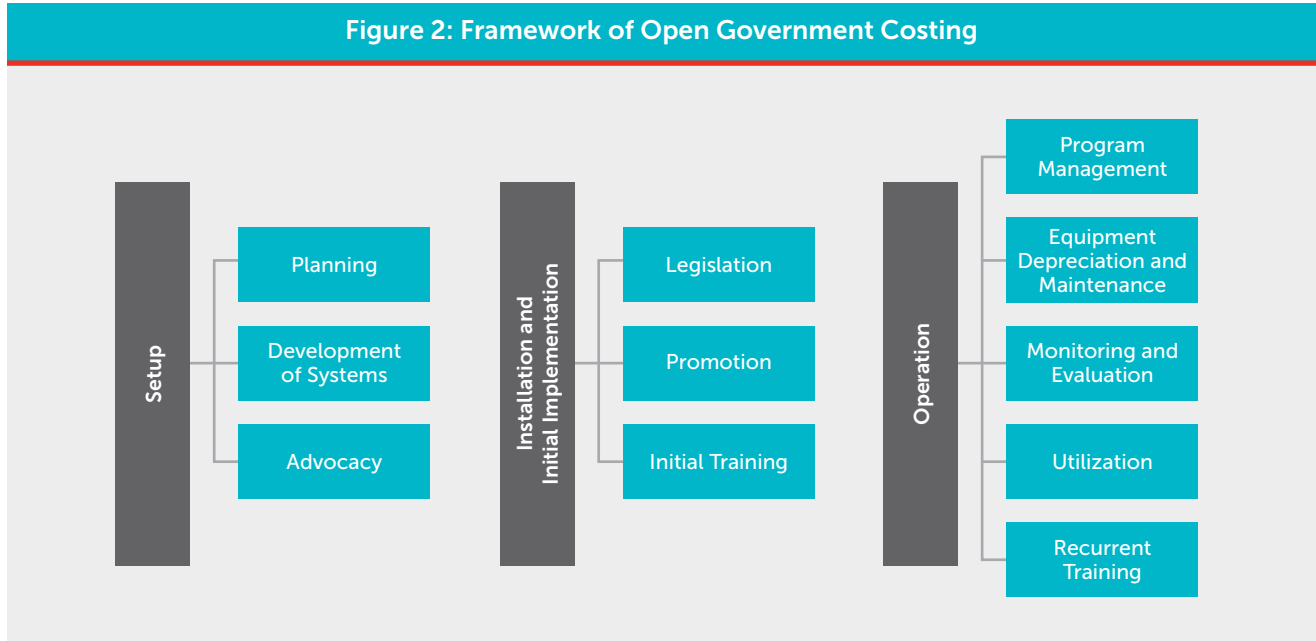 Figure 2: Framework of Open Government Costing
Setup
Planning
Development
of Systems
Advocacy
Installation and
Initial Implementation
Legislation
Promotion
Initial Training
Operation
Program
Management
Equipment
Depreciation and
Maintenance
Monitoring and
Evaluation
Utilization
Recurrent
Training